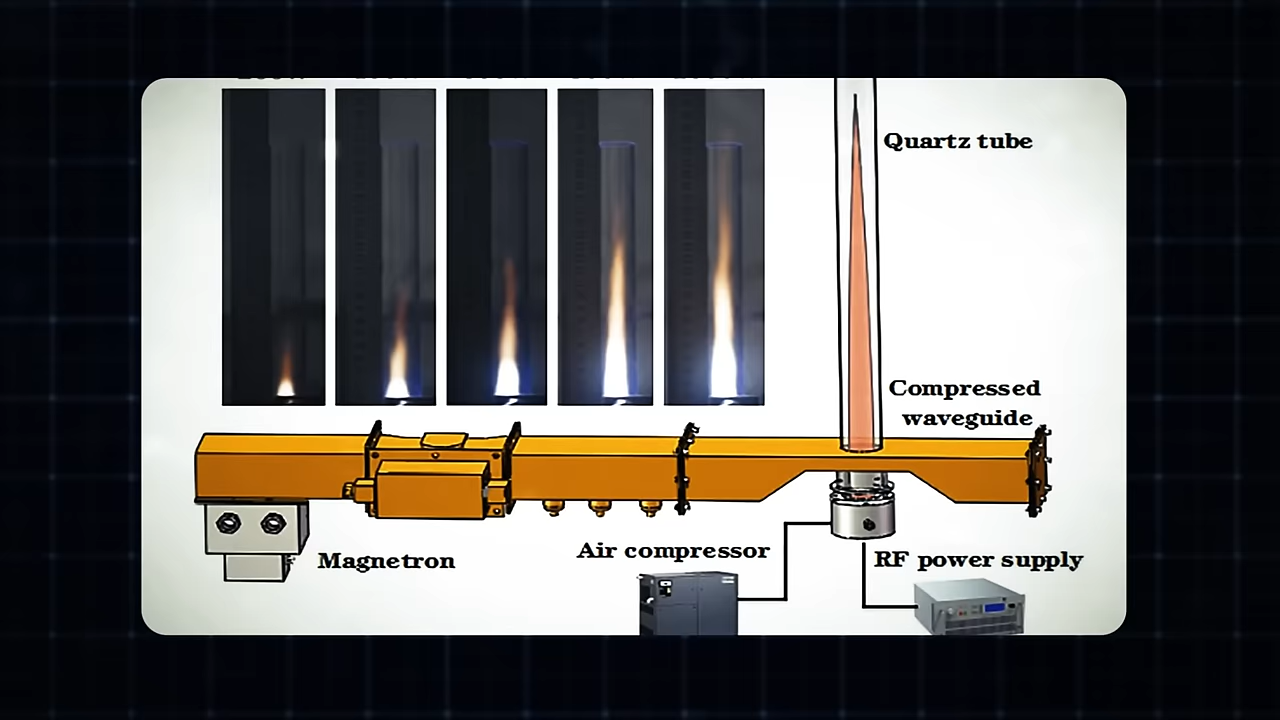 Quartz tube
Compressed
waveguide
Air compressor
RF power supply
Magnetron